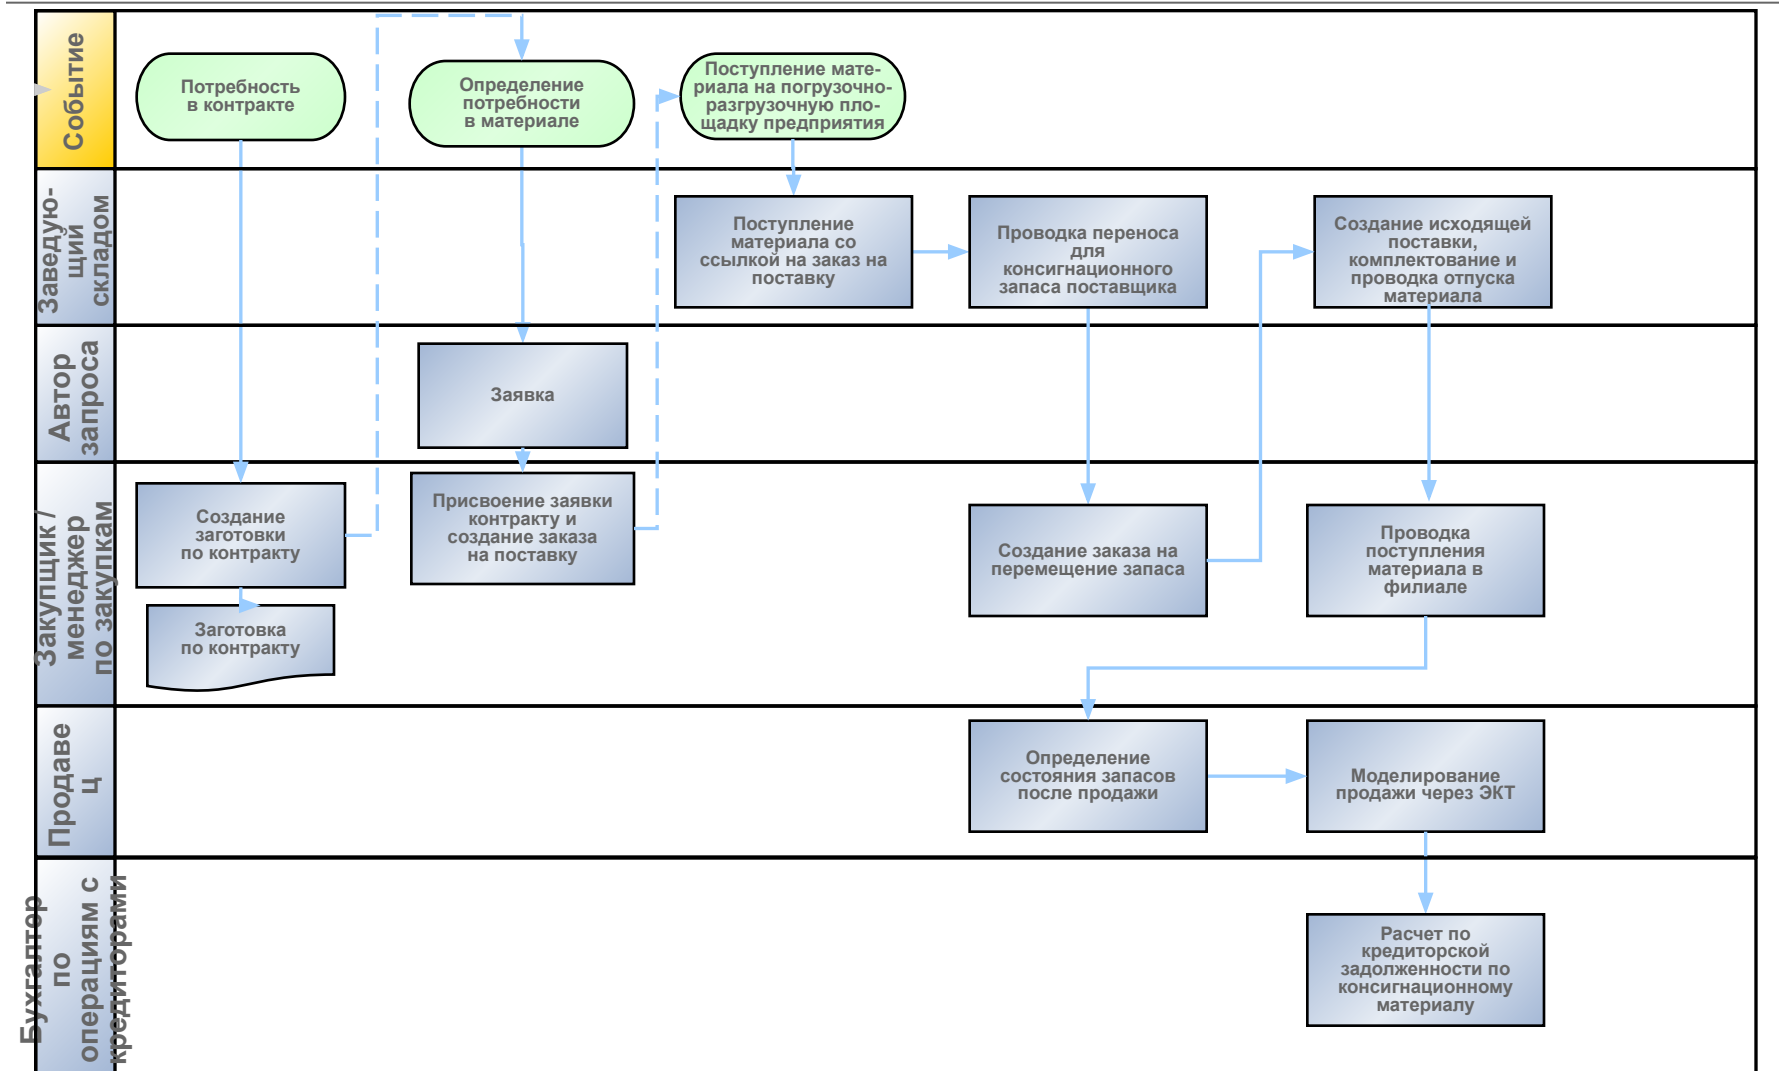 Событие
Потребность
в контракте
Определение
потребности
в материале
Поступление мате-
риала на погрузочно-
разгрузочную пло-
щадку предприятия
Заведую-
щий
складом
Поступление
материала со
ссылкой на заказ на
поставку
Проводка переноса
для
консигнационного
запаса поставщика
Создание исходящей
поставки,
комплектование и
проводка отпуска
материала
Автор
запроса
Заявка
Закупщик /
менеджер
по закупкам
Создание
заготовки
по контракту
Присвоение заявки
контракту и
создание заказа
на поставку
Создание заказа на
перемещение запаса
Проводка
поступления
материала в
филиале
Заготовка
по контракту
Продаве
ц
Определение
состояния запасов
после продажи
Моделирование
продажи через ЭКТ
Бухгалтер
по
операциям с
кредиторами
Расчет по
кредиторской
задолженности по
консигнационному
материалу